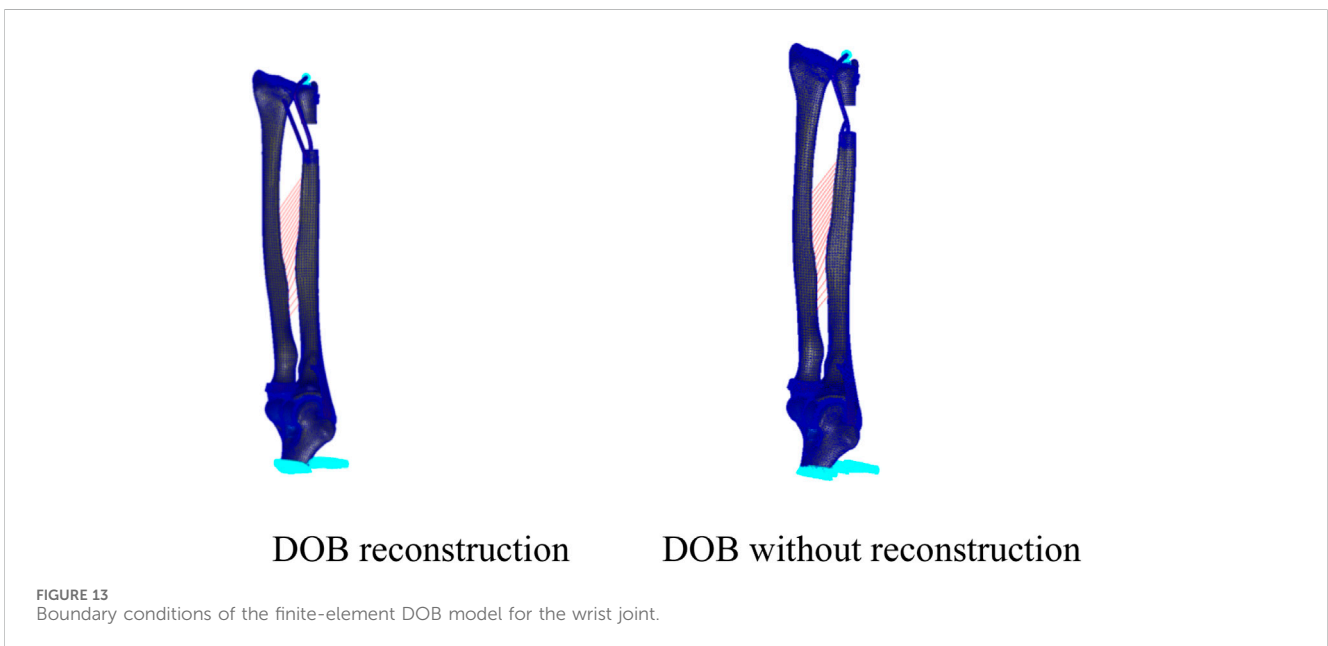 DOB reconstruction DOB without reconstruction
FIGURE 13
Boundary conditions of the finite-element DOB model for the wrist joint.